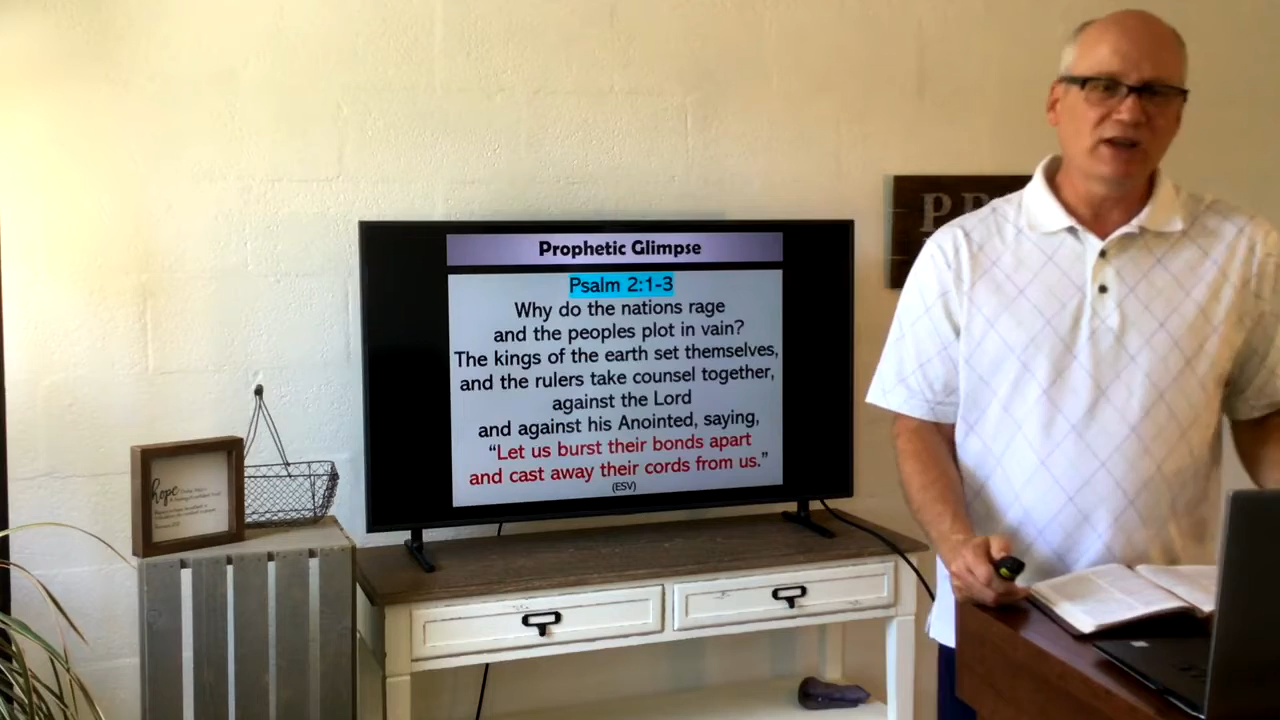 Prophetic Glimpse
Psalm 2:1-3
Why do the nations rage
and the peoples plot in vain?
The kings of the earth set themselves,
and the rulers take counsel together,
against the Lord
and against his Anointed, saying,
“Let us burst their bonds apart
and cast away their cords from us.”
(ESV)
hope